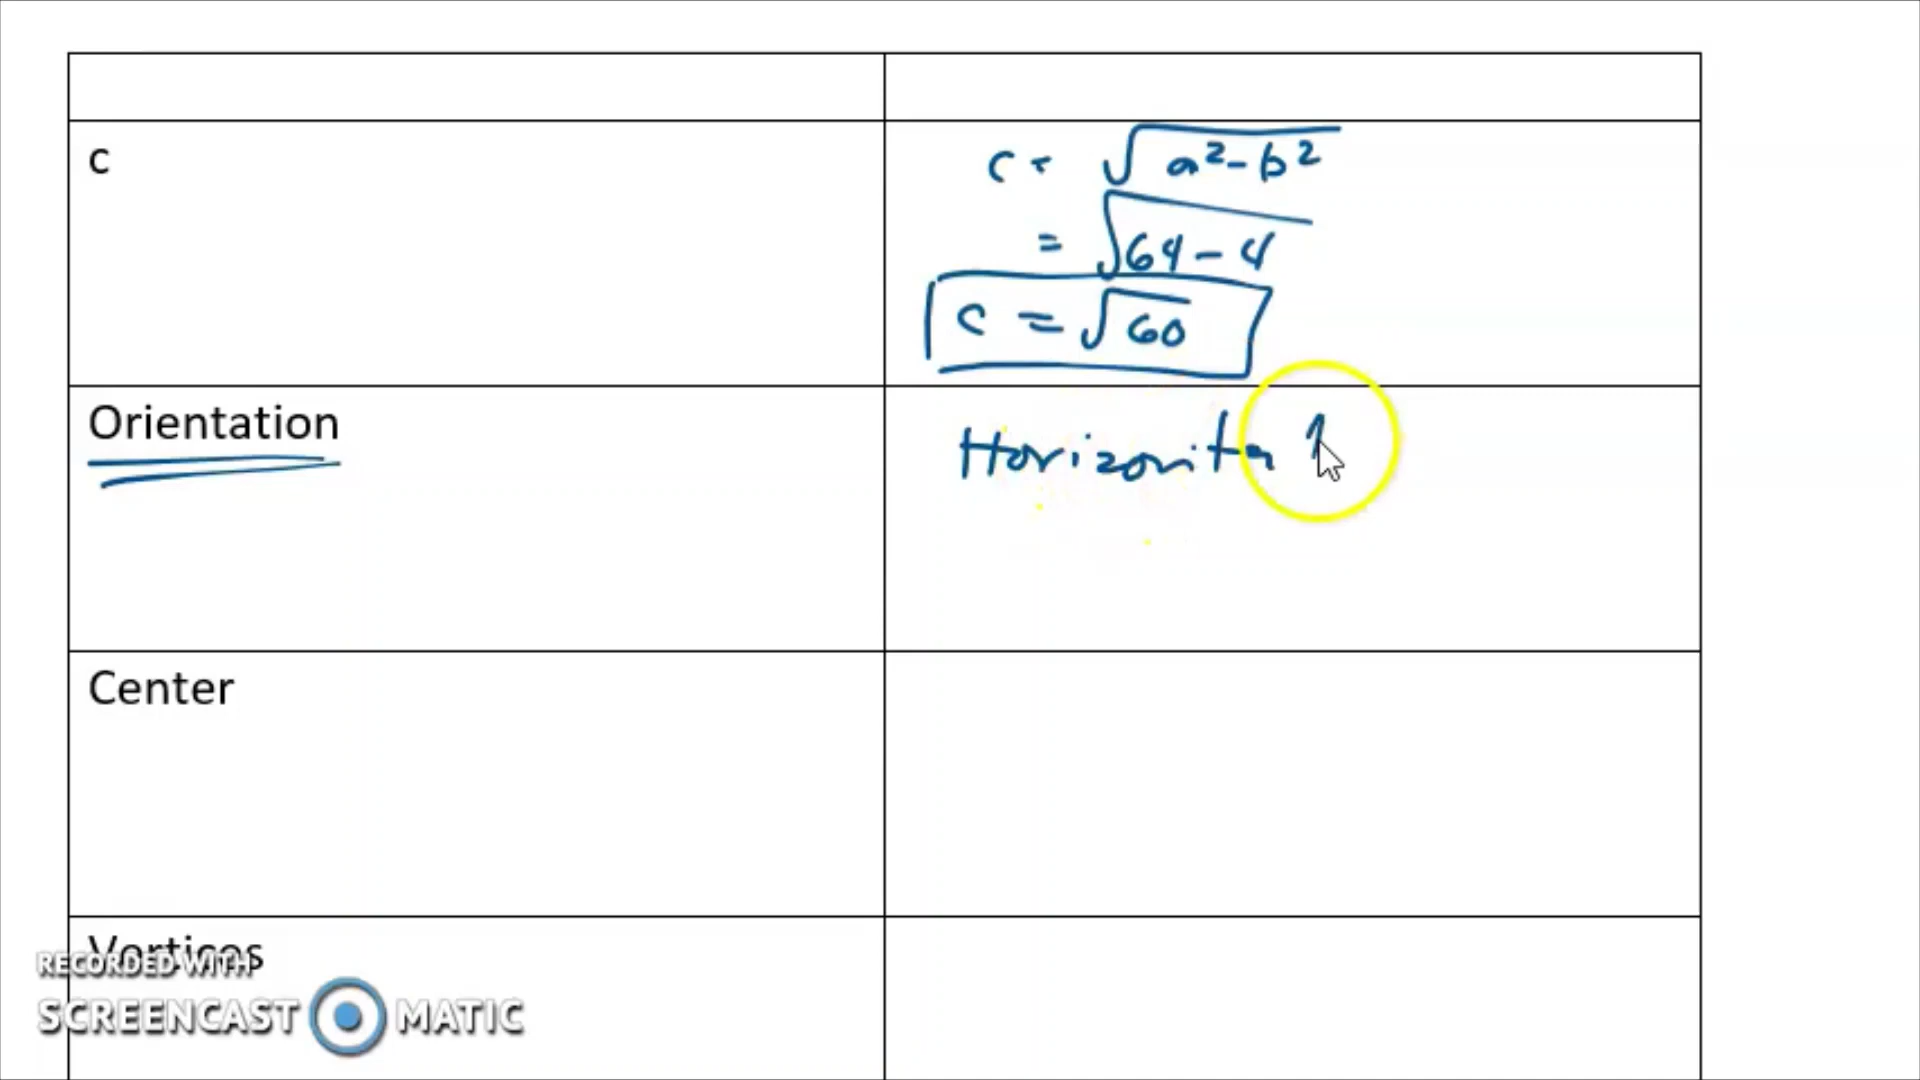 c
c = √a²-b²
= √64-4
c = √60
Orientation
Horizontal
Center
Vertices
RECORDED WITH
SCREENCAST MATIC